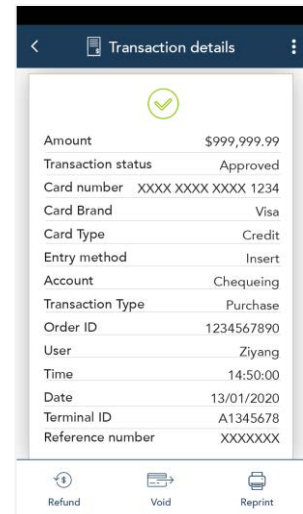 Transaction details
Amount $999,999.99
Transaction status Approved
Card number XXXX XXXX XXXX 1234
Card Brand Visa
Card Type Credit
Entry method Insert
Account Chequeing
Transaction Type Purchase
Order ID 1234567890
User Ziyang
Time 14:50:00
Date 13/01/2020
Terminal ID A1345678
Reference number XXXXXXX
Refund Void Reprint